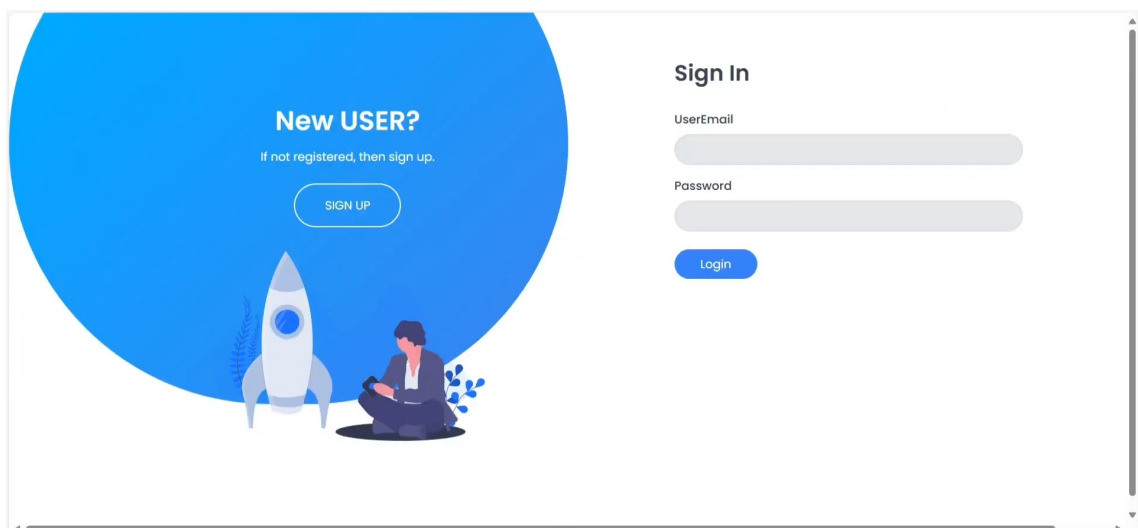 New USER?
If not registered, then sign up.
SIGN UP
Sign In
UserEmail
Password
Login